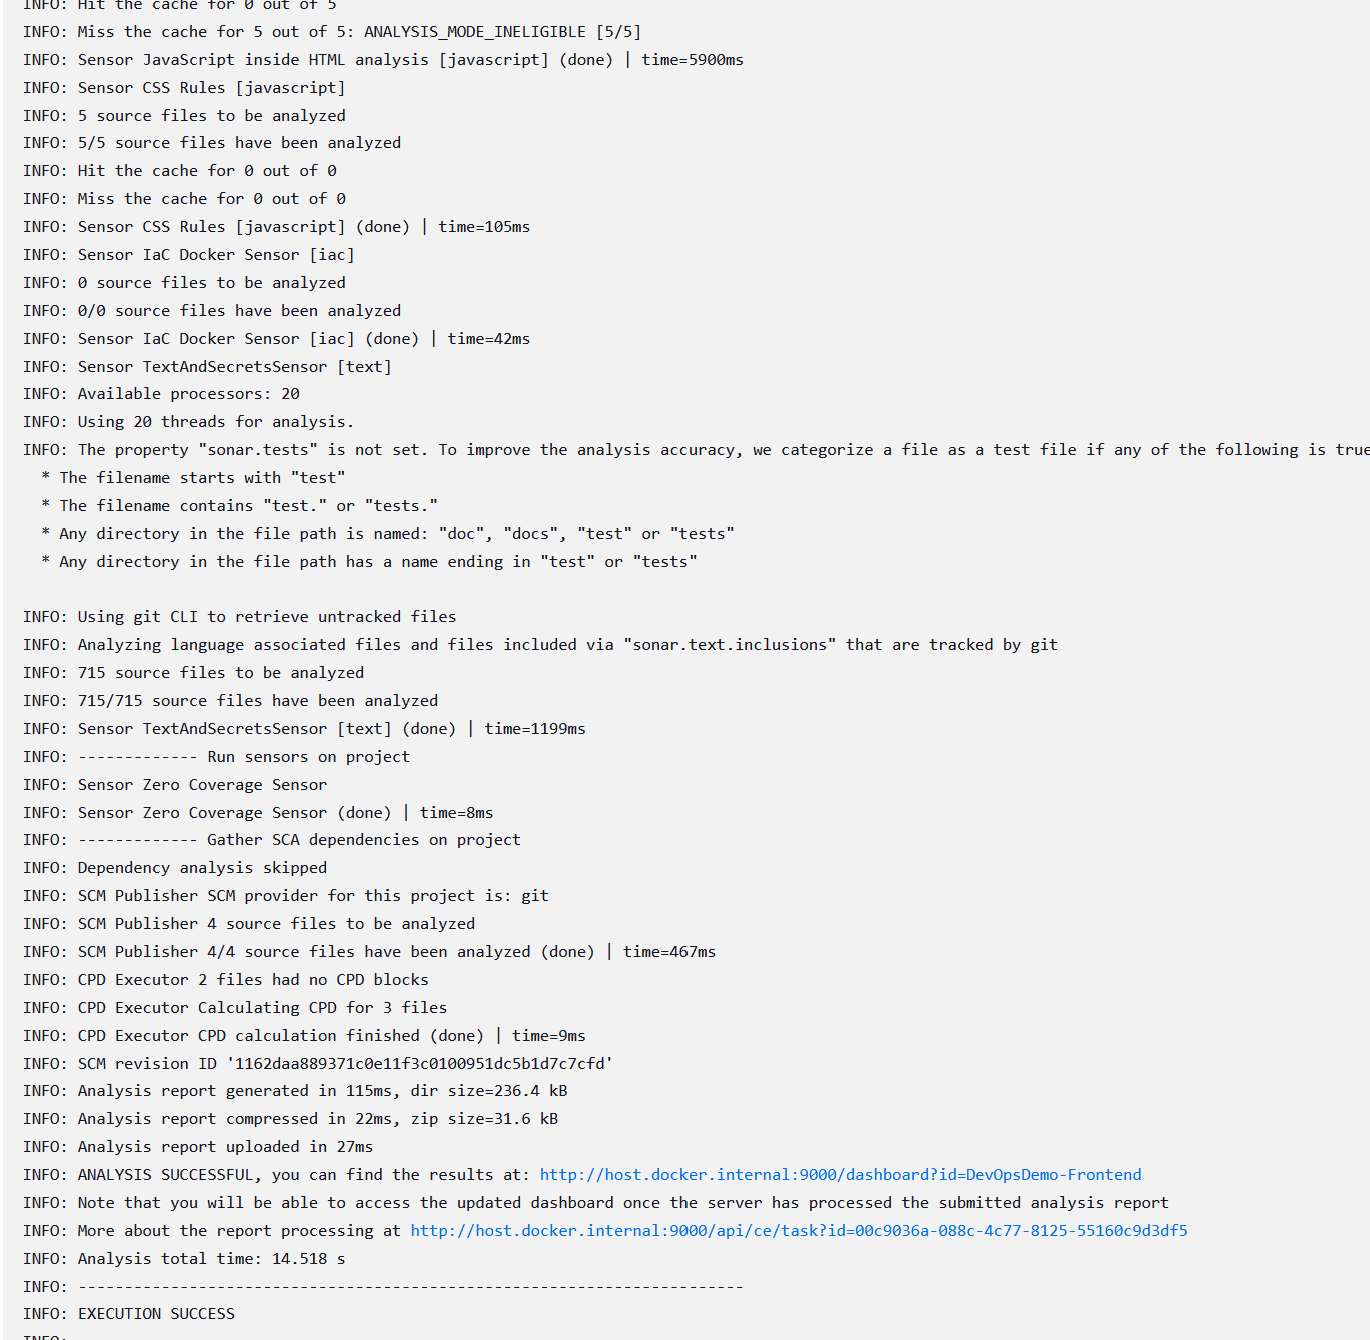 INFO: Hit the cache for 0 out of 5
INFO: Miss the cache for 5 out of 5: ANALYSIS_MODE_INELIGIBLE [5/5]
INFO: Sensor JavaScript inside HTML analysis [javascript] (done) | time=5900ms
INFO: Sensor CSS Rules [javascript]
INFO: 5 source files to be analyzed
INFO: 5/5 source files have been analyzed
INFO: Hit the cache for 0 out of 0
INFO: Miss the cache for 0 out of 0
INFO: Sensor CSS Rules [javascript] (done) | time=105ms
INFO: Sensor IaC Docker Sensor [iac]
INFO: 0 source files to be analyzed
INFO: 0/0 source files have been analyzed
INFO: Sensor IaC Docker Sensor [iac] (done) | time=42ms
INFO: Sensor TextAndSecretsSensor [text]
INFO: Available processors: 20
INFO: Using 20 threads for analysis.
INFO: The property "sonar.tests" is not set. To improve the analysis accuracy, we categorize a file as a test file if any of the following is true
* The filename starts with "test"
* The filename contains "test." or "tests."
* Any directory in the file path is named: "doc", "docs", "test" or "tests"
* Any directory in the file path has a name ending in "test" or "tests"
INFO: Using git CLI to retrieve untracked files
INFO: Analyzing language associated files and files included via "sonar.text.inclusions" that are tracked by git
INFO: 715 source files to be analyzed
INFO: 715/715 source files have been analyzed
INFO: Sensor TextAndSecretsSensor [text] (done) | time=1199ms
INFO: ------------- Run sensors on project
INFO: Sensor Zero Coverage Sensor
INFO: Sensor Zero Coverage Sensor (done) | time=8ms
INFO: ------------- Gather SCA dependencies on project
INFO: Dependency analysis skipped
INFO: SCM Publisher SCM provider for this project is: git
INFO: SCM Publisher 4 source files to be analyzed
INFO: SCM Publisher 4/4 source files have been analyzed (done) | time=467ms
INFO: CPD Executor 2 files had no CPD blocks
INFO: CPD Executor Calculating CPD for 3 files
INFO: CPD Executor CPD calculation finished (done) | time=9ms
INFO: SCM revision ID '1162daa889371c0e11f3c0100951dc5b1d7c7cfd'
INFO: Analysis report generated in 115ms, dir size=236.4 kB
INFO: Analysis report compressed in 22ms, zip size=31.6 kB
INFO: Analysis report uploaded in 27ms
INFO: ANALYSIS SUCCESSFUL, you can find the results at: http://host.docker.internal:9000/dashboard?id=DevOpsDemo-Frontend
INFO: Note that you will be able to access the updated dashboard once the server has processed the submitted analysis report
INFO: More about the report processing at http://host.docker.internal:9000/api/ce/task?id=00c9036a-088c-4c77-8125-55160c9d3df5
INFO: Analysis total time: 14.518 s
INFO: ------------------------------------------------------------------------
INFO: EXECUTION SUCCESS